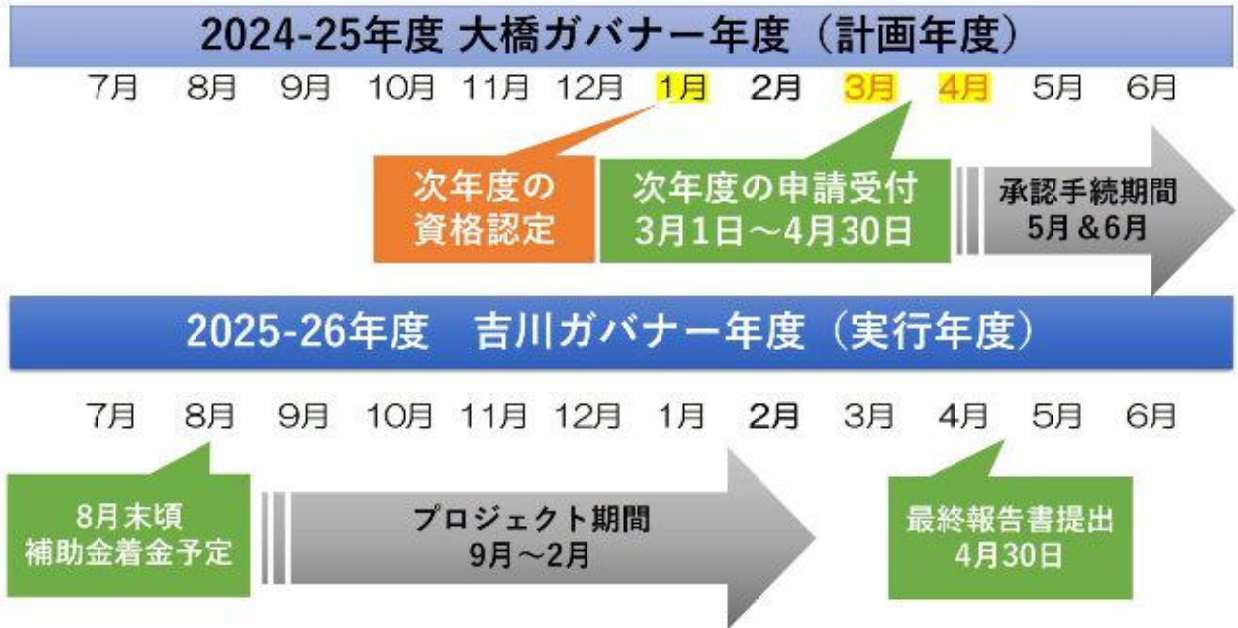 2024-25年度 大橋ガバナー年度（計画年度）
7月 8月 9月 10月 11月 12月 1月 2月 3月 4月 5月 6月
次年度の
資格認定
次年度の申請受付
3月1日～4月30日
承認手続期間
5月＆6月
2025-26年度　吉川ガバナー年度（実行年度）
7月 8月 9月 10月 11月 12月 1月 2月 3月 4月 5月 6月
8月末頃
補助金着金予定
プロジェクト期間
9月～2月
最終報告書提出
4月30日